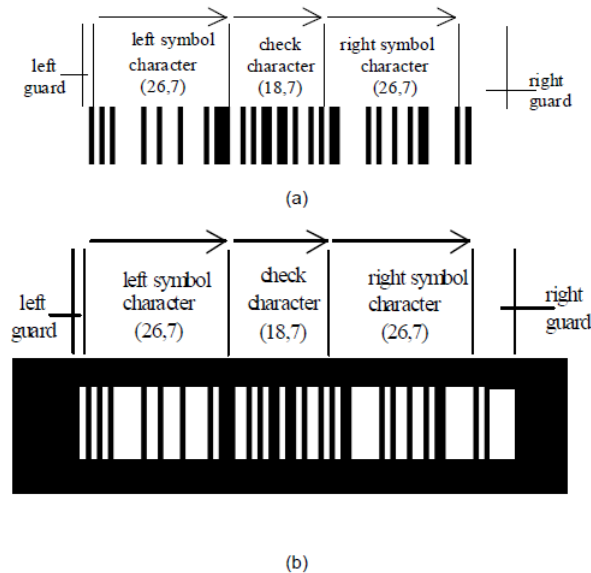 left symbol
character
(26,7)
check
character
(18,7)
right symbol
character
(26,7)
left
guard
right
guard
(a)
left symbol
character
(26,7)
check
character
(18,7)
right symbol
character
(26,7)
left
guard
right
guard
(b)